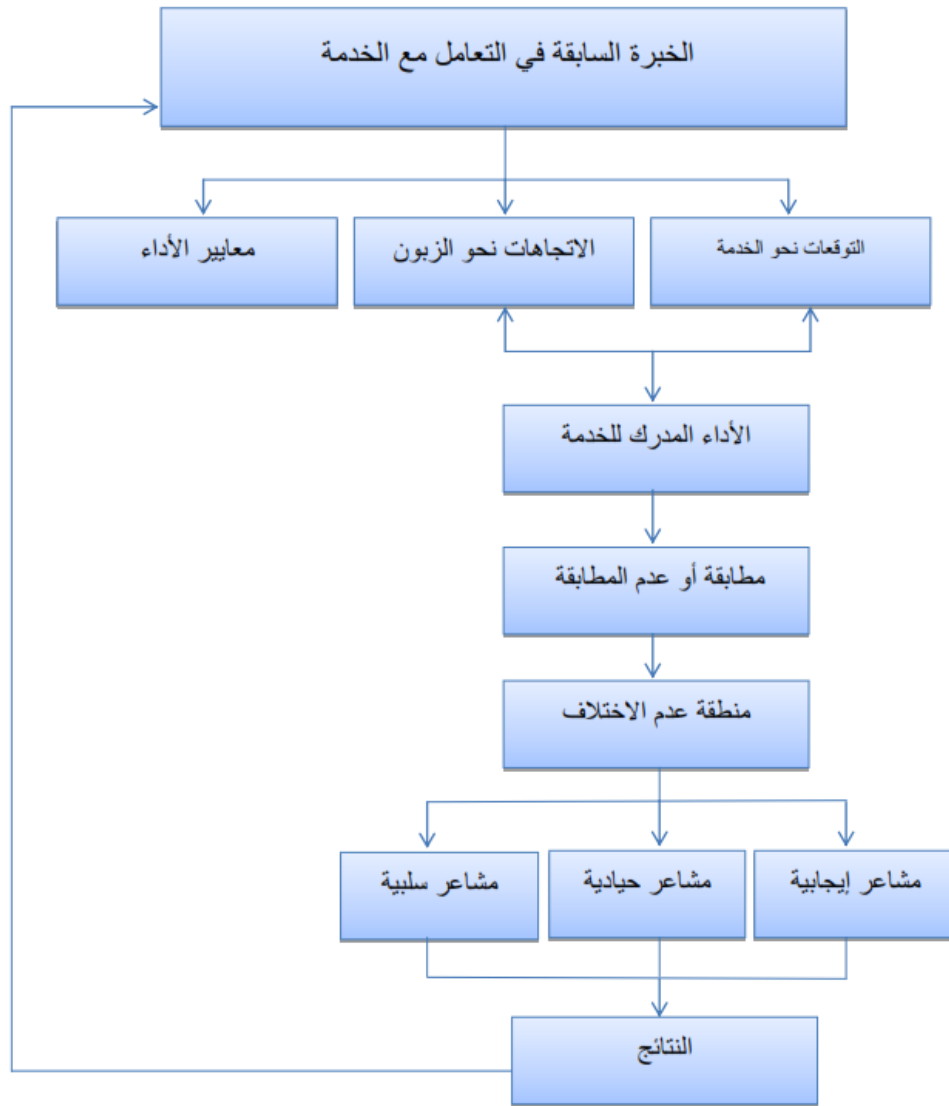 الخبرة السابقة في التعامل مع الخدمة
التوقعات نحو الخدمة
الاتجاهات نحو الزبون
معايير الأداء
الأداء المدرك للخدمة
مطابقة أو عدم المطابقة
منطقة عدم الاختلاف
مشاعر إيجابية
مشاعر حيادية
مشاعر سلبية
النتائج